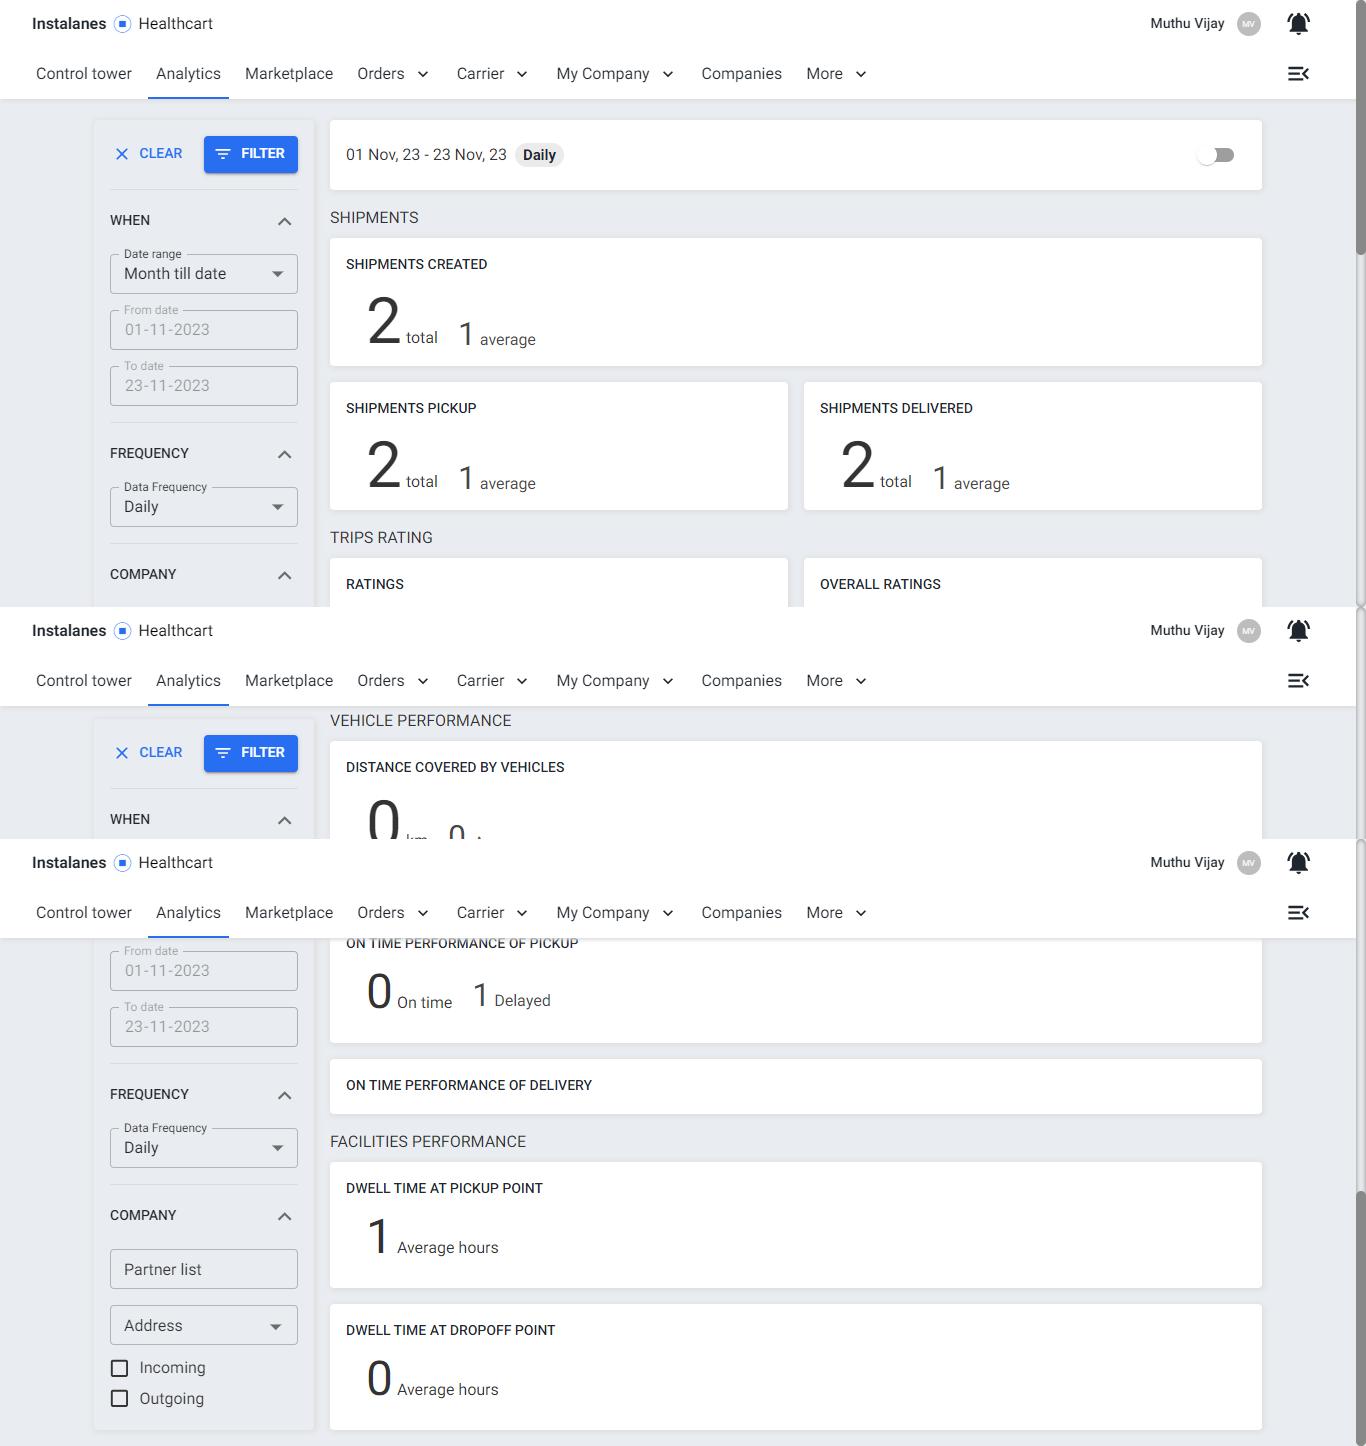 Instalanes Healthcart
Muthu Vijay MV
Control tower Analytics Marketplace Orders Carrier My Company Companies More
CLEAR FILTER
WHEN
Date range
Month till date
From date
01-11-2023
To date
23-11-2023
FREQUENCY
Data Frequency
Daily
COMPANY
01 Nov, 23 - 23 Nov, 23 Daily
SHIPMENTS
SHIPMENTS CREATED
2 total 1 average
SHIPMENTS PICKUP
2 total 1 average
SHIPMENTS DELIVERED
2 total 1 average
TRIPS RATING
RATINGS
OVERALL RATINGS
Instalanes Healthcart
Muthu Vijay MV
Control tower Analytics Marketplace Orders Carrier My Company Companies More
CLEAR FILTER
WHEN
VEHICLE PERFORMANCE
DISTANCE COVERED BY VEHICLES
0 km 0
Instalanes Healthcart
Muthu Vijay MV
Control tower Analytics Marketplace Orders Carrier My Company Companies More
From date
01-11-2023
To date
23-11-2023
FREQUENCY
Data Frequency
Daily
COMPANY
Partner list
Address
Incoming
Outgoing
ON TIME PERFORMANCE OF PICKUP
0 On time 1 Delayed
ON TIME PERFORMANCE OF DELIVERY
FACILITIES PERFORMANCE
DWELL TIME AT PICKUP POINT
1 Average hours
DWELL TIME AT DROPOFF POINT
0 Average hours